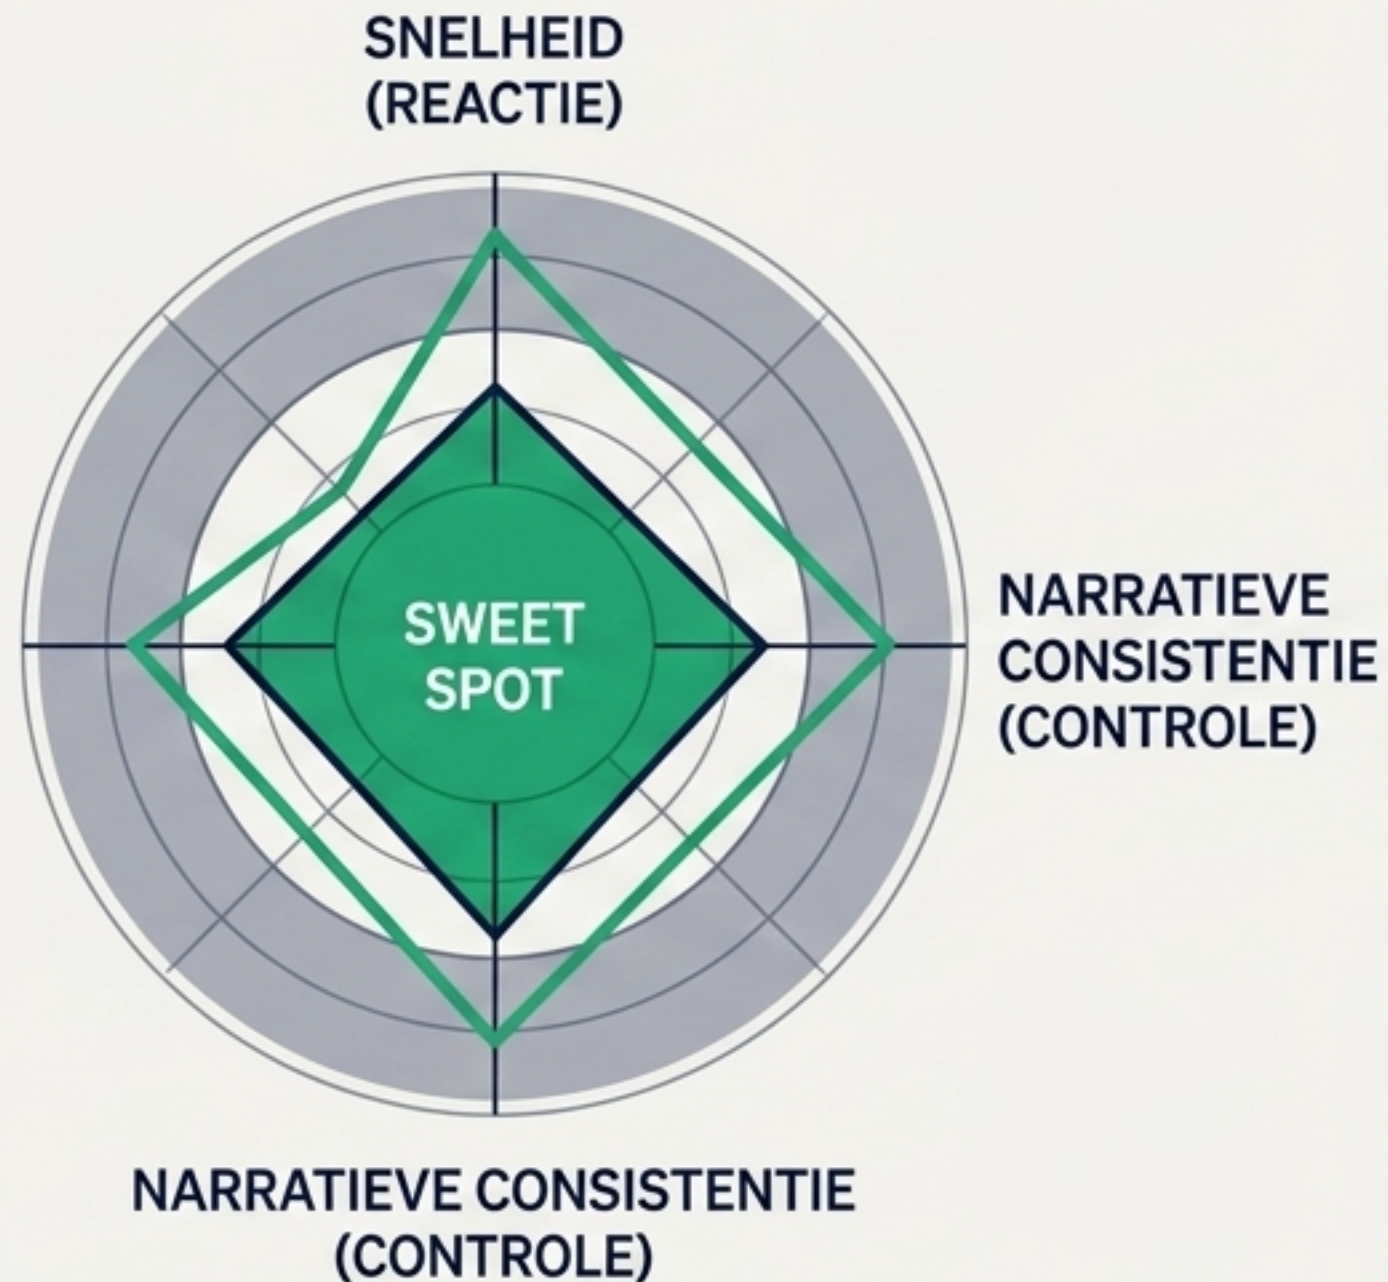 SNELHEID
(REACTIE)
SWEET
SPOT
NARRATIEVE
CONSISTENTIE
(CONTROLE)
NARRATIEVE CONSISTENTIE
(CONTROLE)